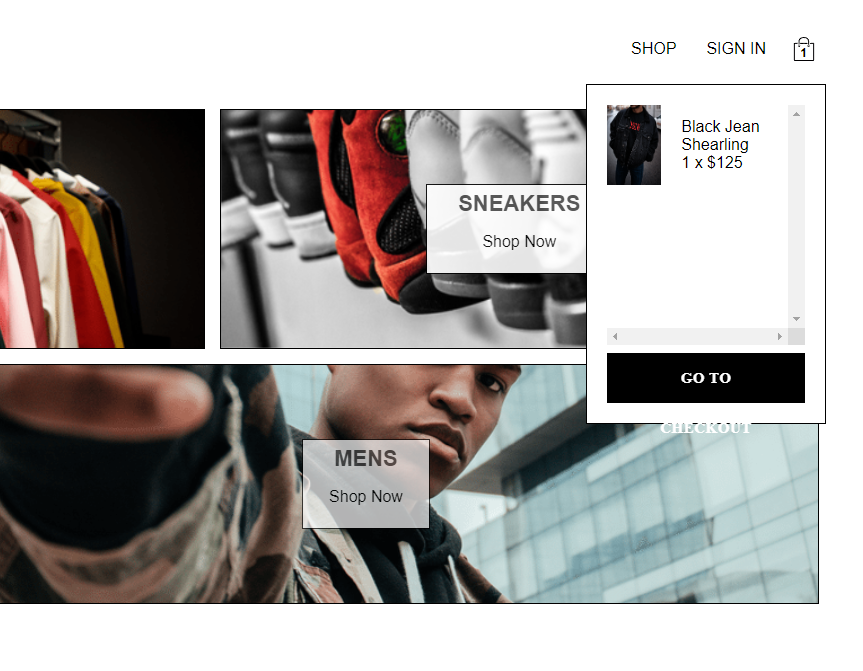 SHOP
SIGN IN
1
Black Jean
Shearling
1 x $125
SNEAKERS
Shop Now
GO TO
CHECKOUT
MENS
Shop Now